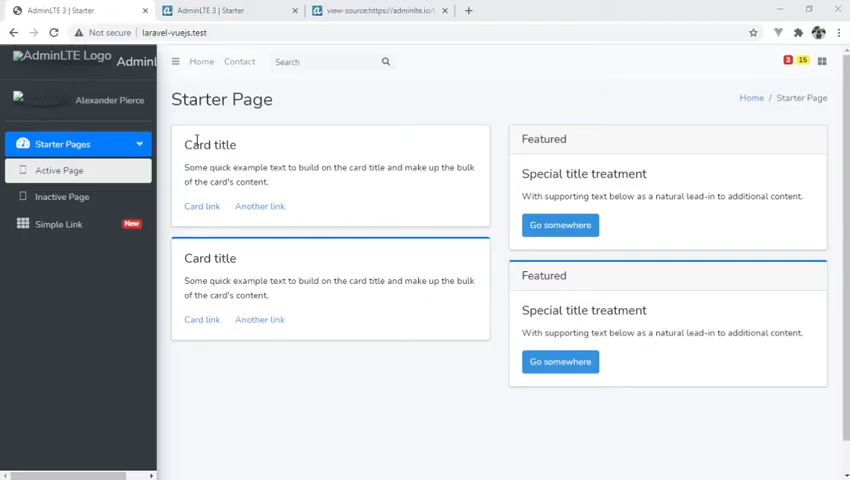 AdminLTE 3 | Starter
AdminLTE 3 | Starter
view-source:https://adminlte.io/
Not secure
laravel-vuejs.test
AdminLTE Logo
AdminL
Home
Contact
Search
3
15
Alexander Pierce
Starter Page
Home / Starter Page
Starter Pages
Active Page
Inactive Page
Simple Link
New
Card title
Some quick example text to build on the card title and make up the bulk
of the card's content.
Card link
Another link
Card title
Some quick example text to build on the card title and make up the bulk
of the card's content.
Card link
Another link
Featured
Special title treatment
With supporting text below as a natural lead-in to additional content.
Go somewhere
Featured
Special title treatment
With supporting text below as a natural lead-in to additional content.
Go somewhere